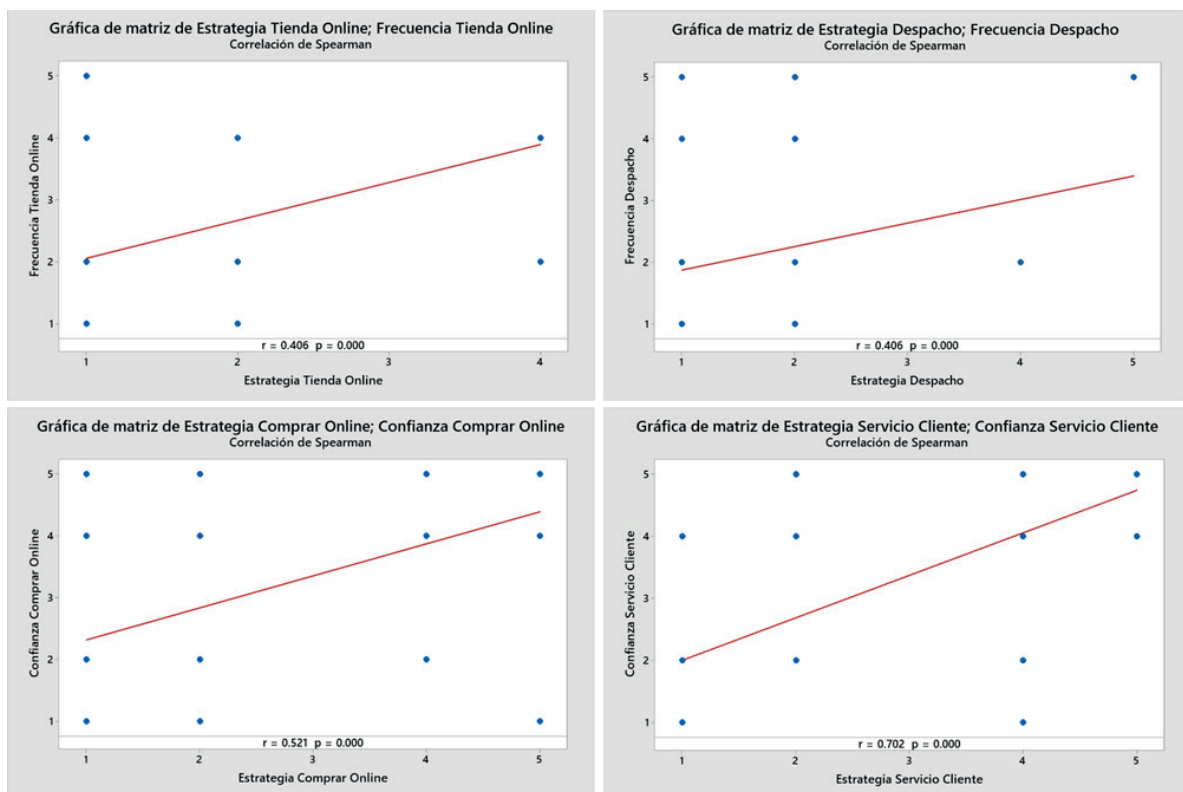 Gráfica de matriz de Estrategia Tienda Online; Frecuencia Tienda Online
Correlación de Spearman
5
4
3
2
1
Frecuencia Tienda Online
r = 0.406 p = 0.000
1 2 3 4
Estrategia Tienda Online
Gráfica de matriz de Estrategia Despacho; Frecuencia Despacho
Correlación de Spearman
5
4
3
2
1
Frecuencia Despacho
r = 0.406 p = 0.000
1 2 3 4 5
Estrategia Despacho
Gráfica de matriz de Estrategia Comprar Online; Confianza Comprar Online
Correlación de Spearman
5
4
3
2
1
Confianza Comprar Online
r = 0.521 p = 0.000
1 2 3 4 5
Estrategia Comprar Online
Gráfica de matriz de Estrategia Servicio Cliente; Confianza Servicio Cliente
Correlación de Spearman
5
4
3
2
1
Confianza Servicio Cliente
r = 0.702 p = 0.000
1 2 3 4 5
Estrategia Servicio Cliente